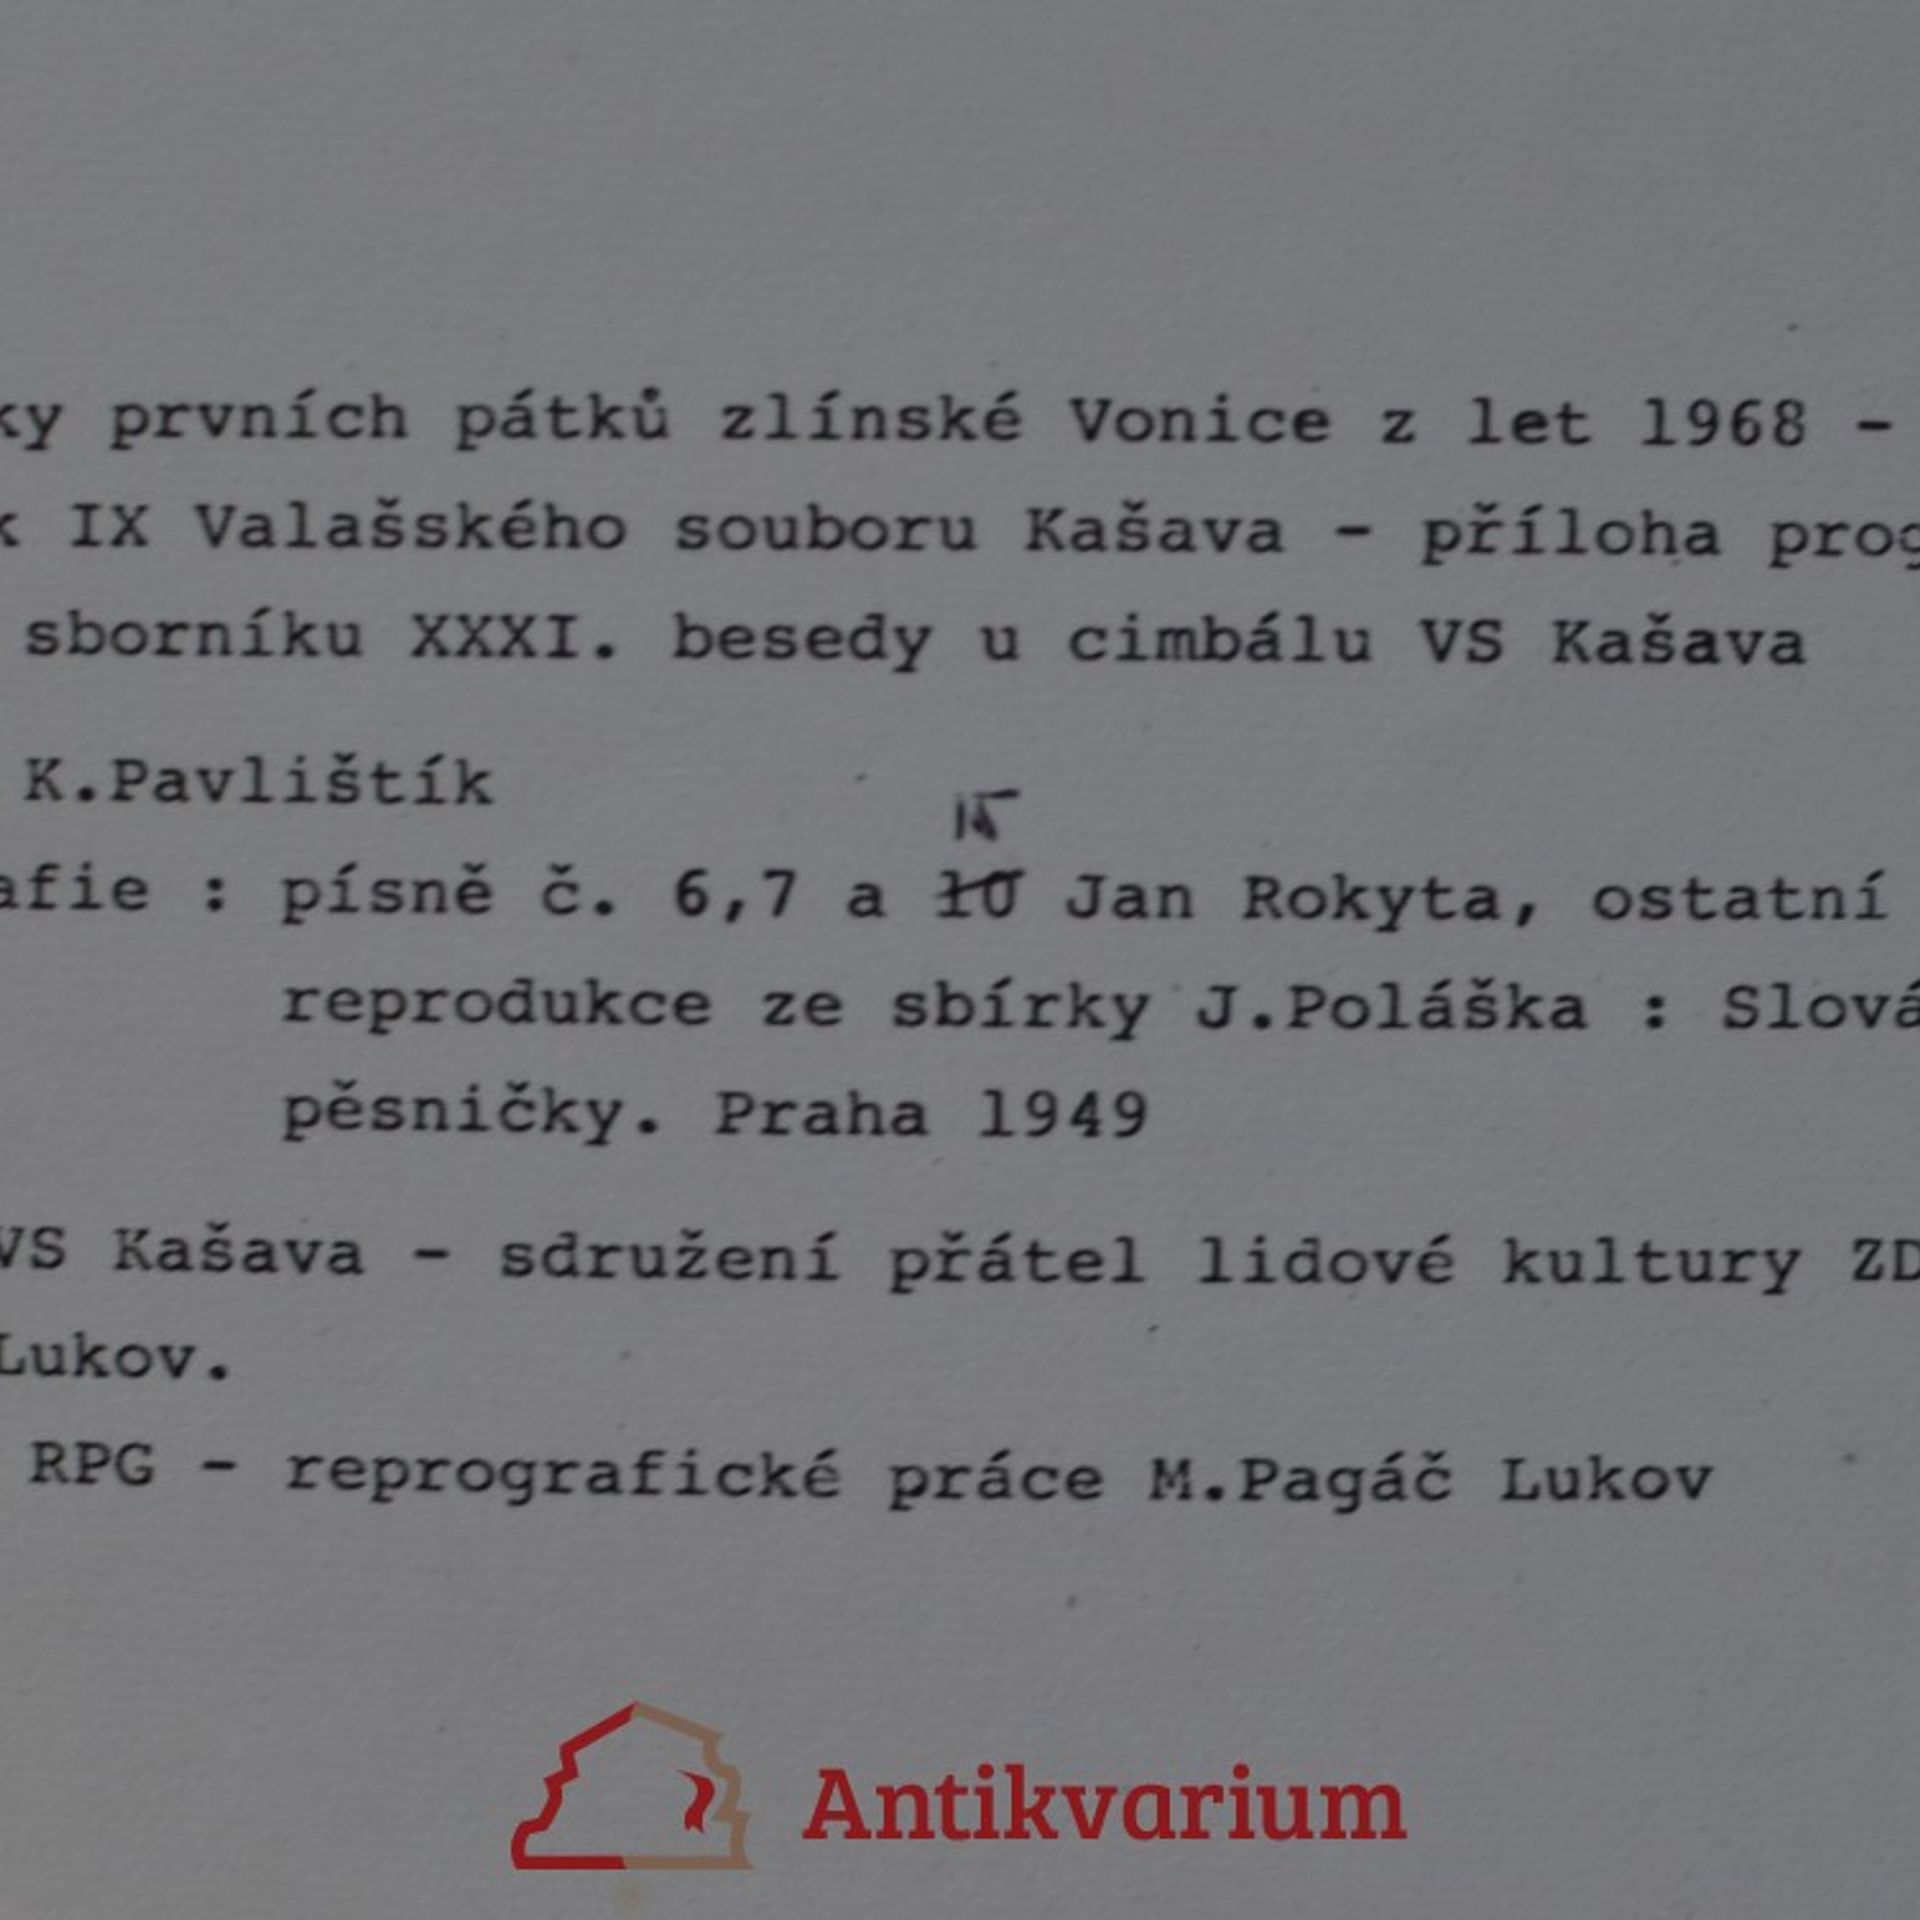 ky prvních pátků zlínské Vonice z let 1968 -
k IX Valašského souboru Kašava - příloha prog
sborníku XXXI. besedy u cimbálu VS Kašava
K.Pavlištík
15
afie : písně č. 6,7 a 10 Jan Rokyta, ostatní
reprodukce ze sbírky J.Poláška : Slová
pěsničky. Praha 1949
VS Kašava - sdružení přátel lidové kultury ZD
Lukov.
RPG - reprografické práce M.Pagáč Lukov
Antikvarium